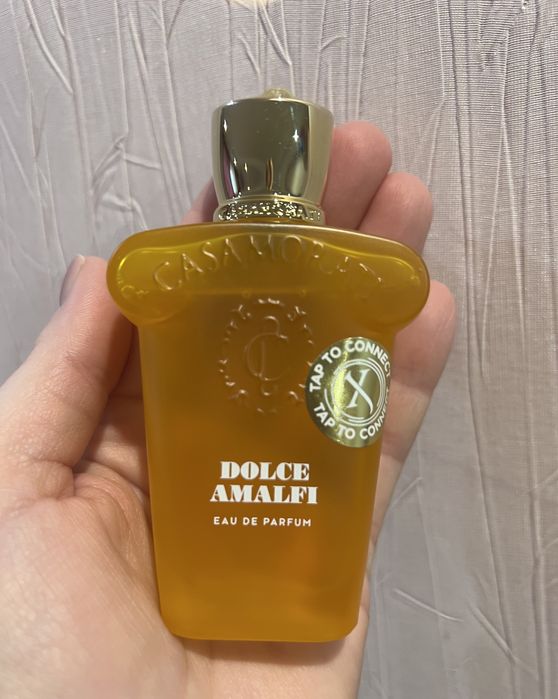 CASAMORATI
TAP TO CONNECT
X
TAP TO CONNECT
DOLCE
AMALFI
EAU DE PARFUM